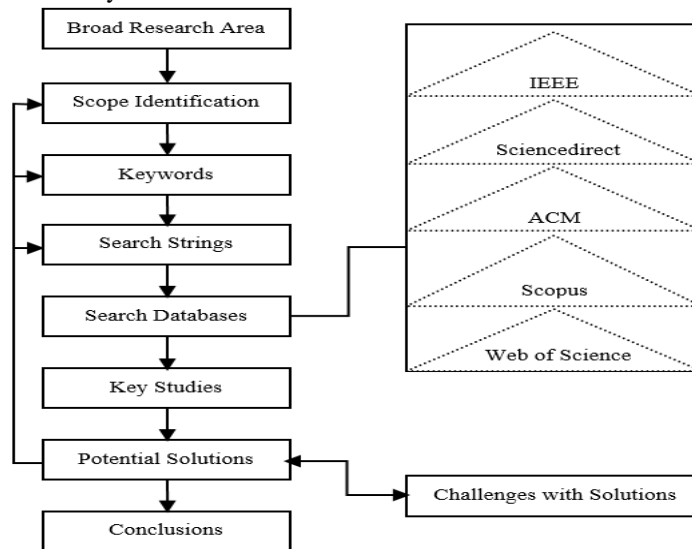 Broad Research Area
Scope Identification
Keywords
Search Strings
Search Databases
Key Studies
Potential Solutions
Conclusions
IEEE
Sciencedirect
ACM
Scopus
Web of Science
Challenges with Solutions